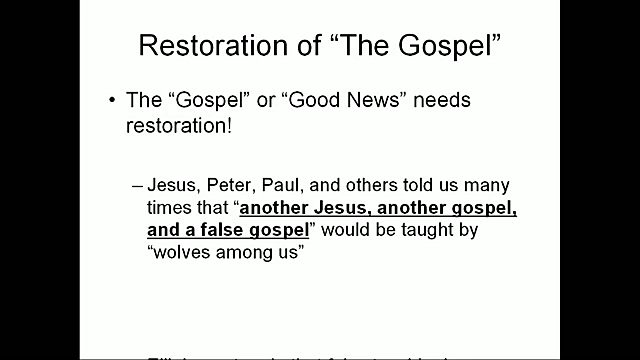 Restoration of “The Gospel”
• The “Gospel” or “Good News” needs
restoration!
– Jesus, Peter, Paul, and others told us many
times that “another Jesus, another gospel,
and a false gospel” would be taught by
“wolves among us”